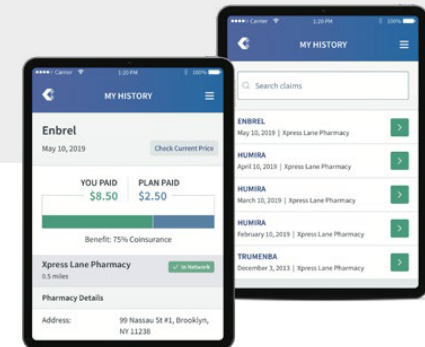 Carrier
1:20 PM
100%
MY HISTORY
Enbrel
May 10, 2019
Check Current Price
YOU PAID
PLAN PAID
$8.50
$2.50
Benefit: 75% Coinsurance
Xpress Lane Pharmacy
In Network
0.5 miles
Pharmacy Details
Address:
99 Nassau St #1, Brooklyn,
NY 11238
Carrier
1:20 PM
100%
MY HISTORY
Search claims
ENBREL
May 10, 2019 | Xpress Lane Pharmacy
HUMIRA
April 10, 2019 | Xpress Lane Pharmacy
HUMIRA
March 10, 2019 | Xpress Lane Pharmacy
HUMIRA
February 10, 2019 | Xpress Lane Pharmacy
TRUMENBA
December 3, 2013 | Xpress Lane Pharmacy